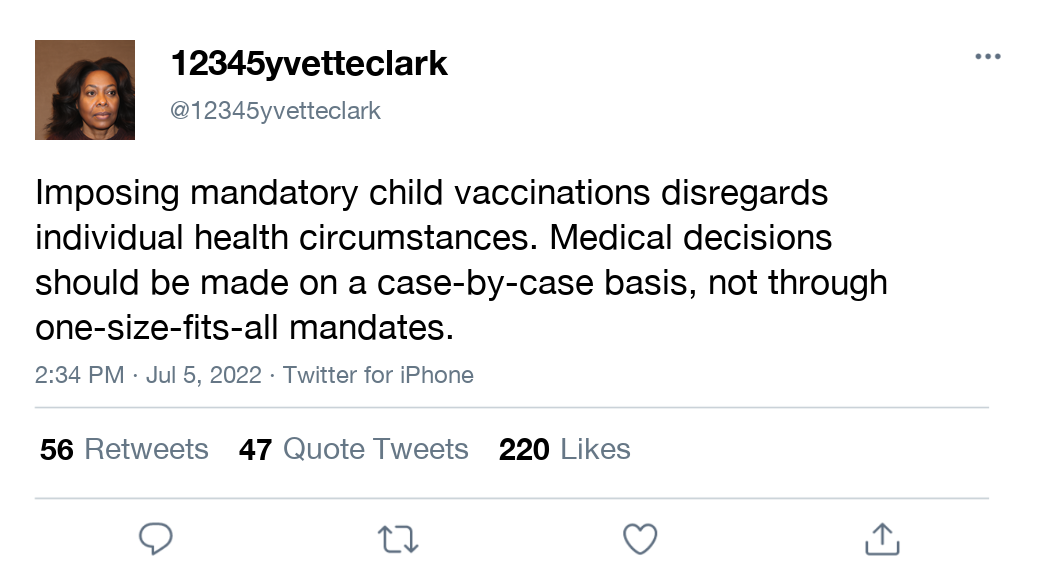 12345yvetteclark
@12345yvetteclark
Imposing mandatory child vaccinations disregards
individual health circumstances. Medical decisions
should be made on a case-by-case basis, not through
one-size-fits-all mandates.
2:34 PM · Jul 5, 2022 · Twitter for iPhone
56 Retweets 47 Quote Tweets 220 Likes